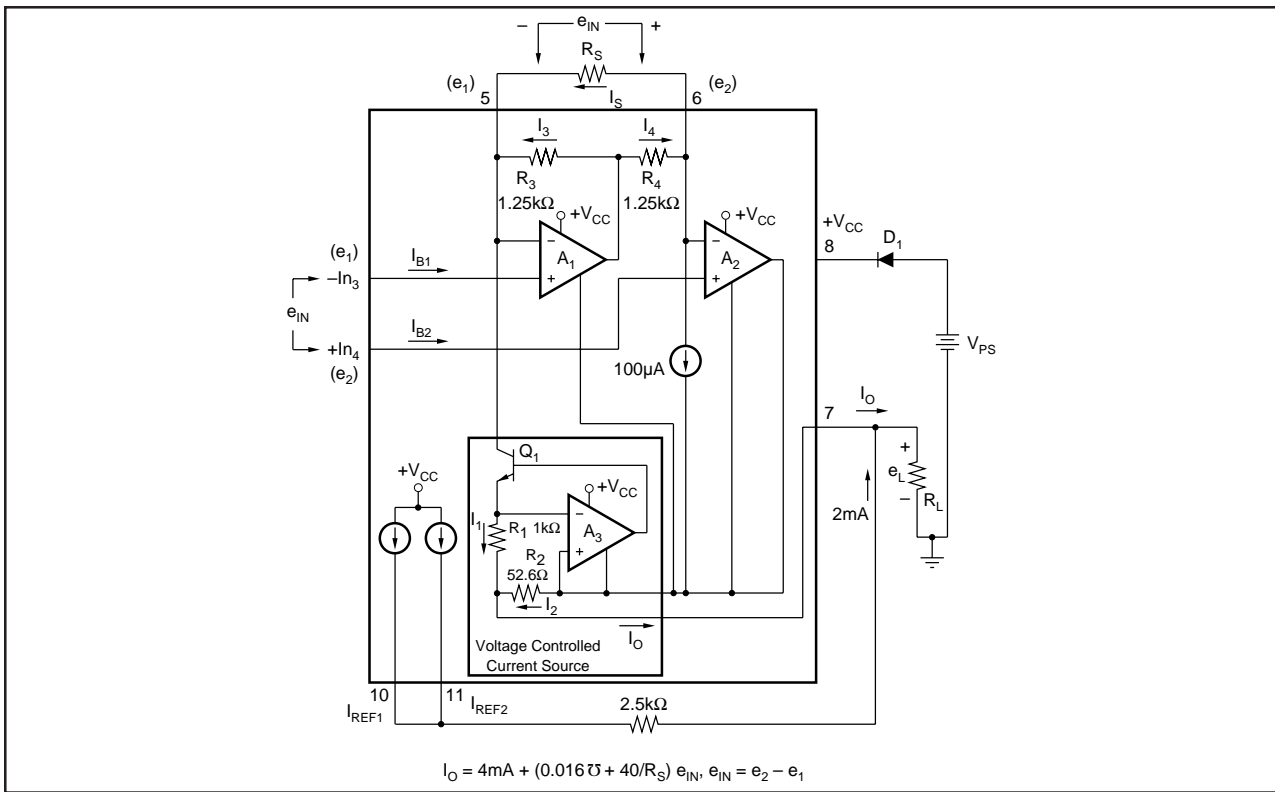 − e_IN +
R_S
(e_1) 5 I_S 6 (e_2)
I_3 I_4
R_3 R_4
1.25kΩ 1.25kΩ
+V_CC +V_CC +V_CC
8 D_1
(e_1) I_B1 − A_1 + − A_2 +
−In_3
e_IN
I_B2
+In_4
(e_2)
100µA V_PS
7 I_O
Q_1
+V_CC +V_CC
+ e_L − R_L
2mA
I_1 R_1 1kΩ − A_3 +
R_2
52.6Ω
I_2
I_O
Voltage Controlled
Current Source
10 11
I_REF1 I_REF2 2.5kΩ
I_O = 4mA + (0.016℧ + 40/R_S) e_IN, e_IN = e_2 − e_1